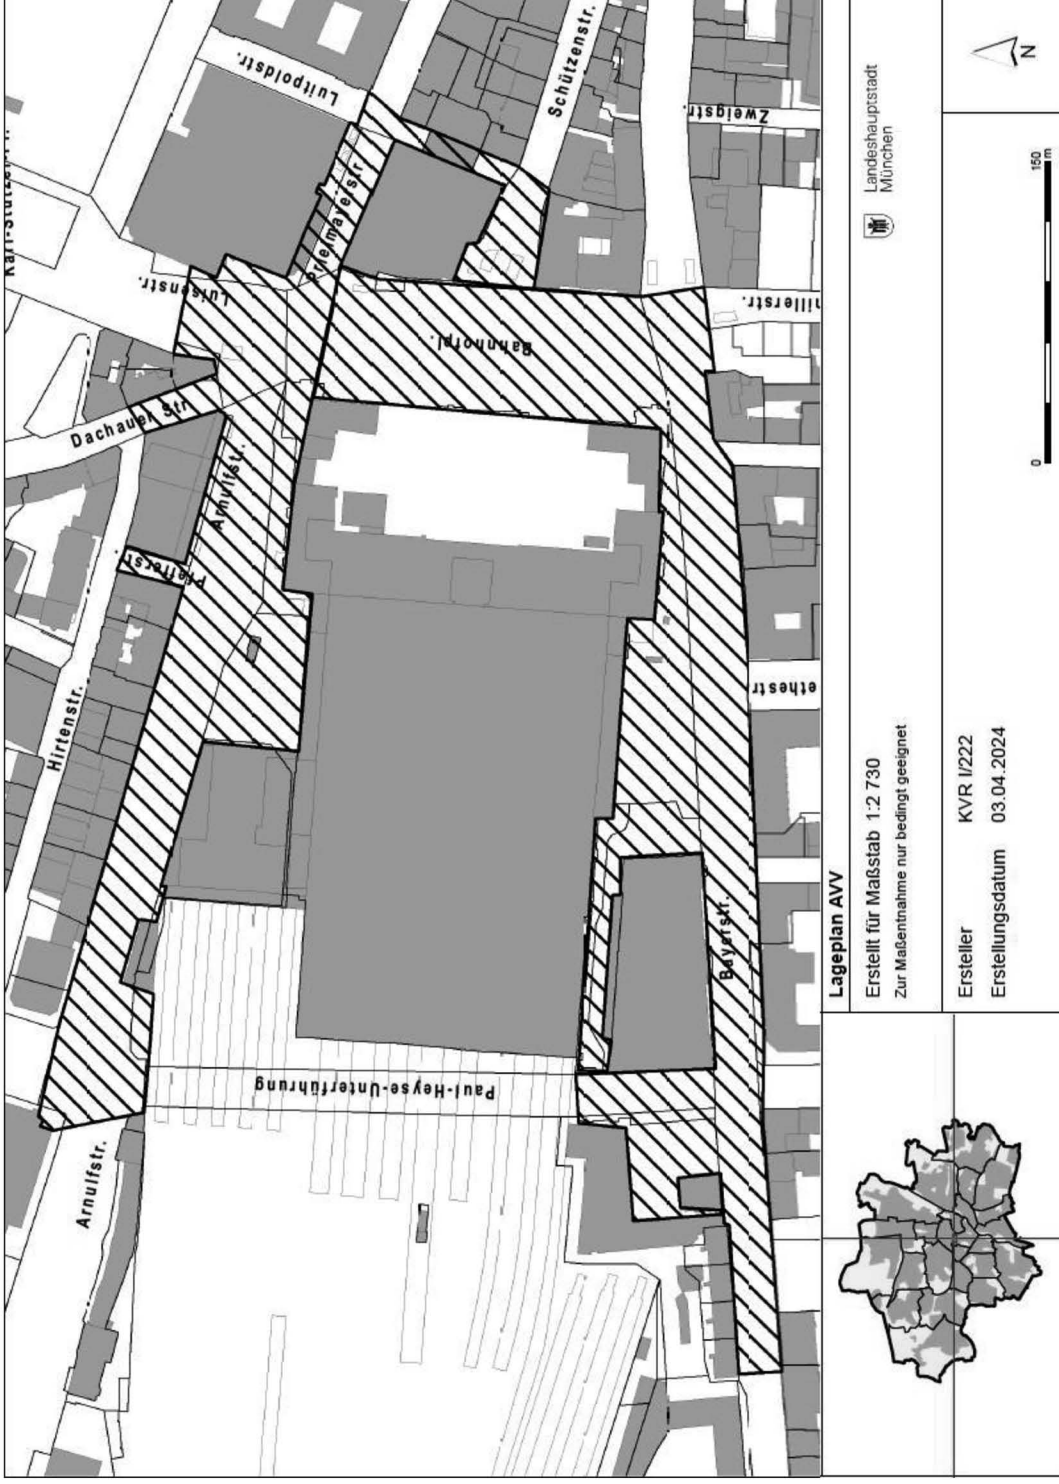 Luitpoldstr.
Schützenstr.
Zweigstr.
Prielmayerstr
Luisenstr.
Bahnhofpl.
Dachauer Str
Arnulfstr.
Pfefferstr.
Hirtenstr.
Bayerstr.
Paul-Heyse-Unterführung
Arnulfstr.
hillerstr.
ethestr
Lageplan AVV
Erstellt für Maßstab 1:2 730
Zur Maßentnahme nur bedingt geeignet
Landeshauptstadt
München
Ersteller KVR I/222
Erstellungsdatum 03.04.2024
0 150
m
N